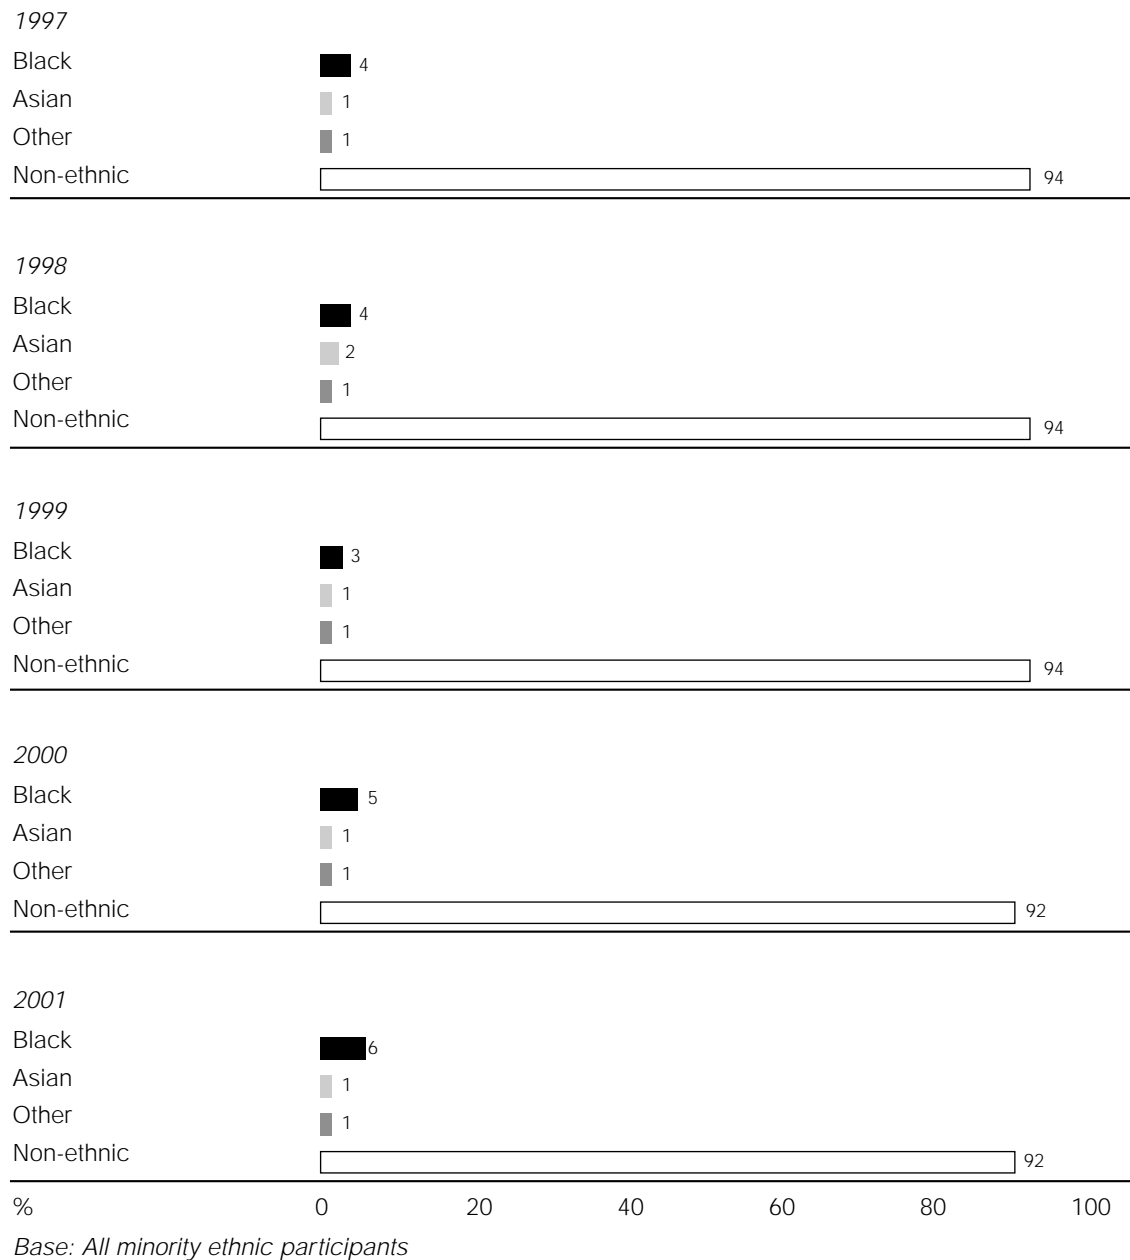 1997
Black 4
Asian 1
Other 1
Non-ethnic 94
1998
Black 4
Asian 2
Other 1
Non-ethnic 94
1999
Black 3
Asian 1
Other 1
Non-ethnic 94
2000
Black 5
Asian 1
Other 1
Non-ethnic 92
2001
Black 6
Asian 1
Other 1
Non-ethnic 92
% 0 20 40 60 80 100
Base: All minority ethnic participants